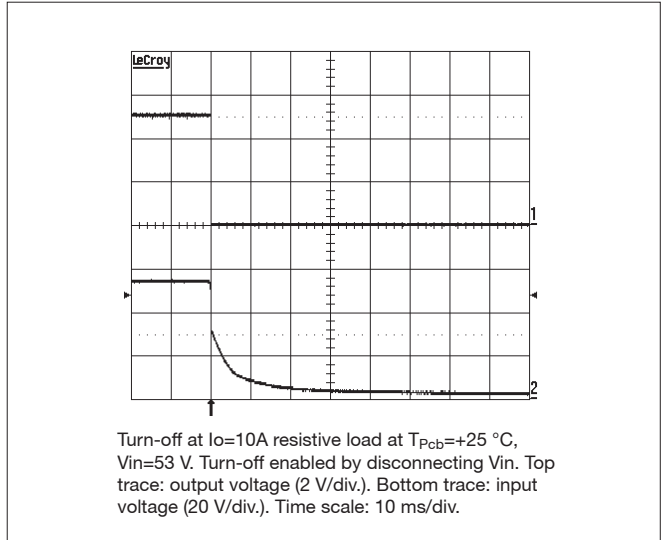 LeCroy
1
2
Turn-off at Io=10A resistive load at TPcb=+25 °C,
Vin=53 V. Turn-off enabled by disconnecting Vin. Top
trace: output voltage (2 V/div.). Bottom trace: input
voltage (20 V/div.). Time scale: 10 ms/div.